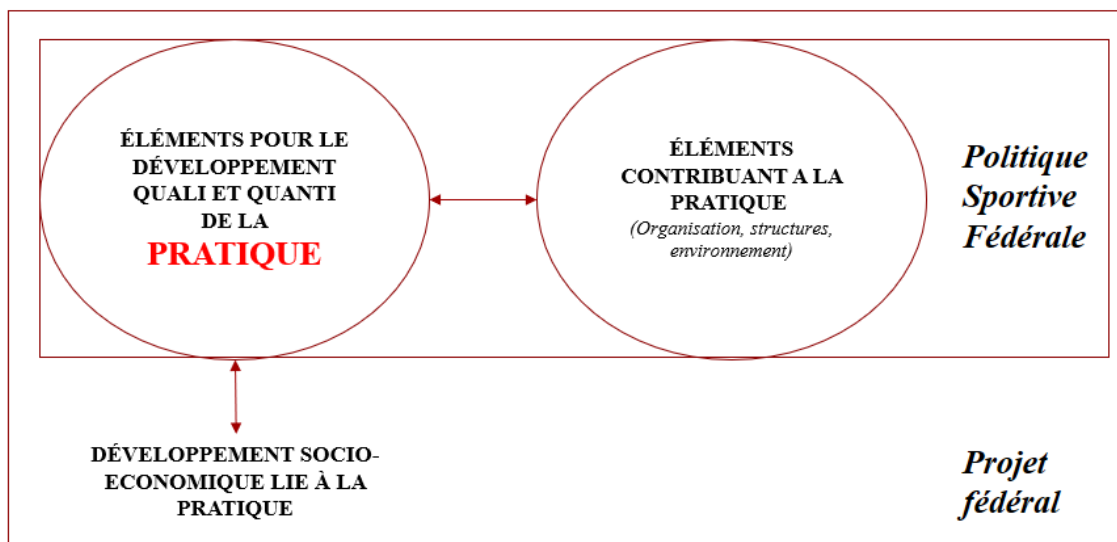 ÉLÉMENTS POUR LE
DÉVELOPPEMENT
QUALI ET QUANTI
DE LA
PRATIQUE
ÉLÉMENTS
CONTRIBUANT A LA
PRATIQUE
(Organisation, structures,
environnement)
Politique
Sportive
Fédérale
DÉVELOPPEMENT SOCIO-
ECONOMIQUE LIE À LA
PRATIQUE
Projet
fédéral